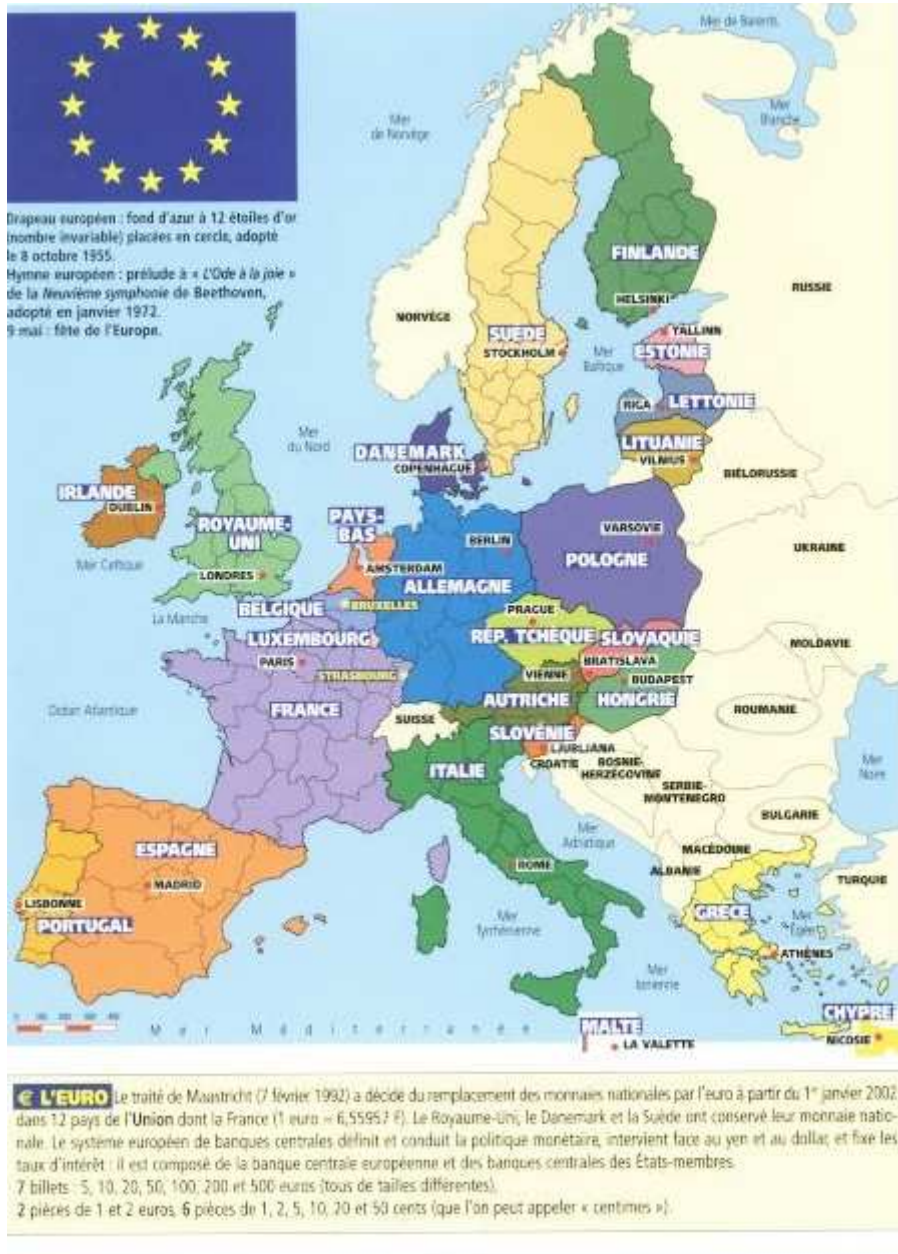 Mer de Barents
Mer
Blanche
Mer
de Norvège
Drapeau européen : fond d'azur à 12 étoiles d'or
(nombre invariable) placées en cercle, adopté
le 8 octobre 1955.
Hymne européen : prélude à « L'Ode à la joie »
de la Neuvième symphonie de Beethoven,
adopté en janvier 1972.
9 mai : fête de l'Europe.
FINLANDE
HELSINKI
RUSSIE
NORVÈGE
SUÈDE
STOCKHOLM
Mer
Baltique
TALLINN
ESTONIE
RIGA
LETTONIE
LITUANIE
VILNIUS
BIÉLORUSSIE
Mer
du Nord
DANEMARK
COPENHAGUE
IRLANDE
DUBLIN
ROYAUME-
UNI
LONDRES
Mer Celtique
La Manche
PAYS-
BAS
AMSTERDAM
BERLIN
ALLEMAGNE
VARSOVIE
POLOGNE
UKRAINE
BELGIQUE
BRUXELLES
LUXEMBOURG
PARIS
STRASBOURG
FRANCE
PRAGUE
RÉP. TCHÈQUE
SLOVAQUIE
BRATISLAVA
VIENNE
BUDAPEST
AUTRICHE
HONGRIE
MOLDAVIE
ROUMANIE
Océan Atlantique
SUISSE
SLOVÉNIE
LJUBLJANA
CROATIE
BOSNIE-
HERZÉGOVINE
SERBIE-
MONTENEGRO
ITALIE
Mer
Noire
BULGARIE
Mer
Adriatique
MACÉDOINE
ALBANIE
TURQUIE
ESPAGNE
MADRID
LISBONNE
PORTUGAL
ROME
Mer
Tyrrhénienne
GRÈCE
Mer
Égée
ATHÈNES
Mer
Ionienne
Mer Méditerranée
MALTE
LA VALETTE
CHYPRE
NICOSIE
€ L'EURO Le traité de Maastricht (7 février 1992) a décidé du remplacement des monnaies nationales par l'euro à partir du 1er janvier 2002
dans 12 pays de l'Union dont la France (1 euro = 6,55957 F). Le Royaume-Uni, le Danemark et la Suède ont conservé leur monnaie natio-
nale. Le système européen de banques centrales définit et conduit la politique monétaire, intervient face au yen et au dollar, et fixe les
taux d'intérêt : il est composé de la banque centrale européenne et des banques centrales des États-membres.
7 billets : 5, 10, 20, 50, 100, 200 et 500 euros (tous de tailles différentes),
2 pièces de 1 et 2 euros, 6 pièces de 1, 2, 5, 10, 20 et 50 cents (que l'on peut appeler « centimes »).